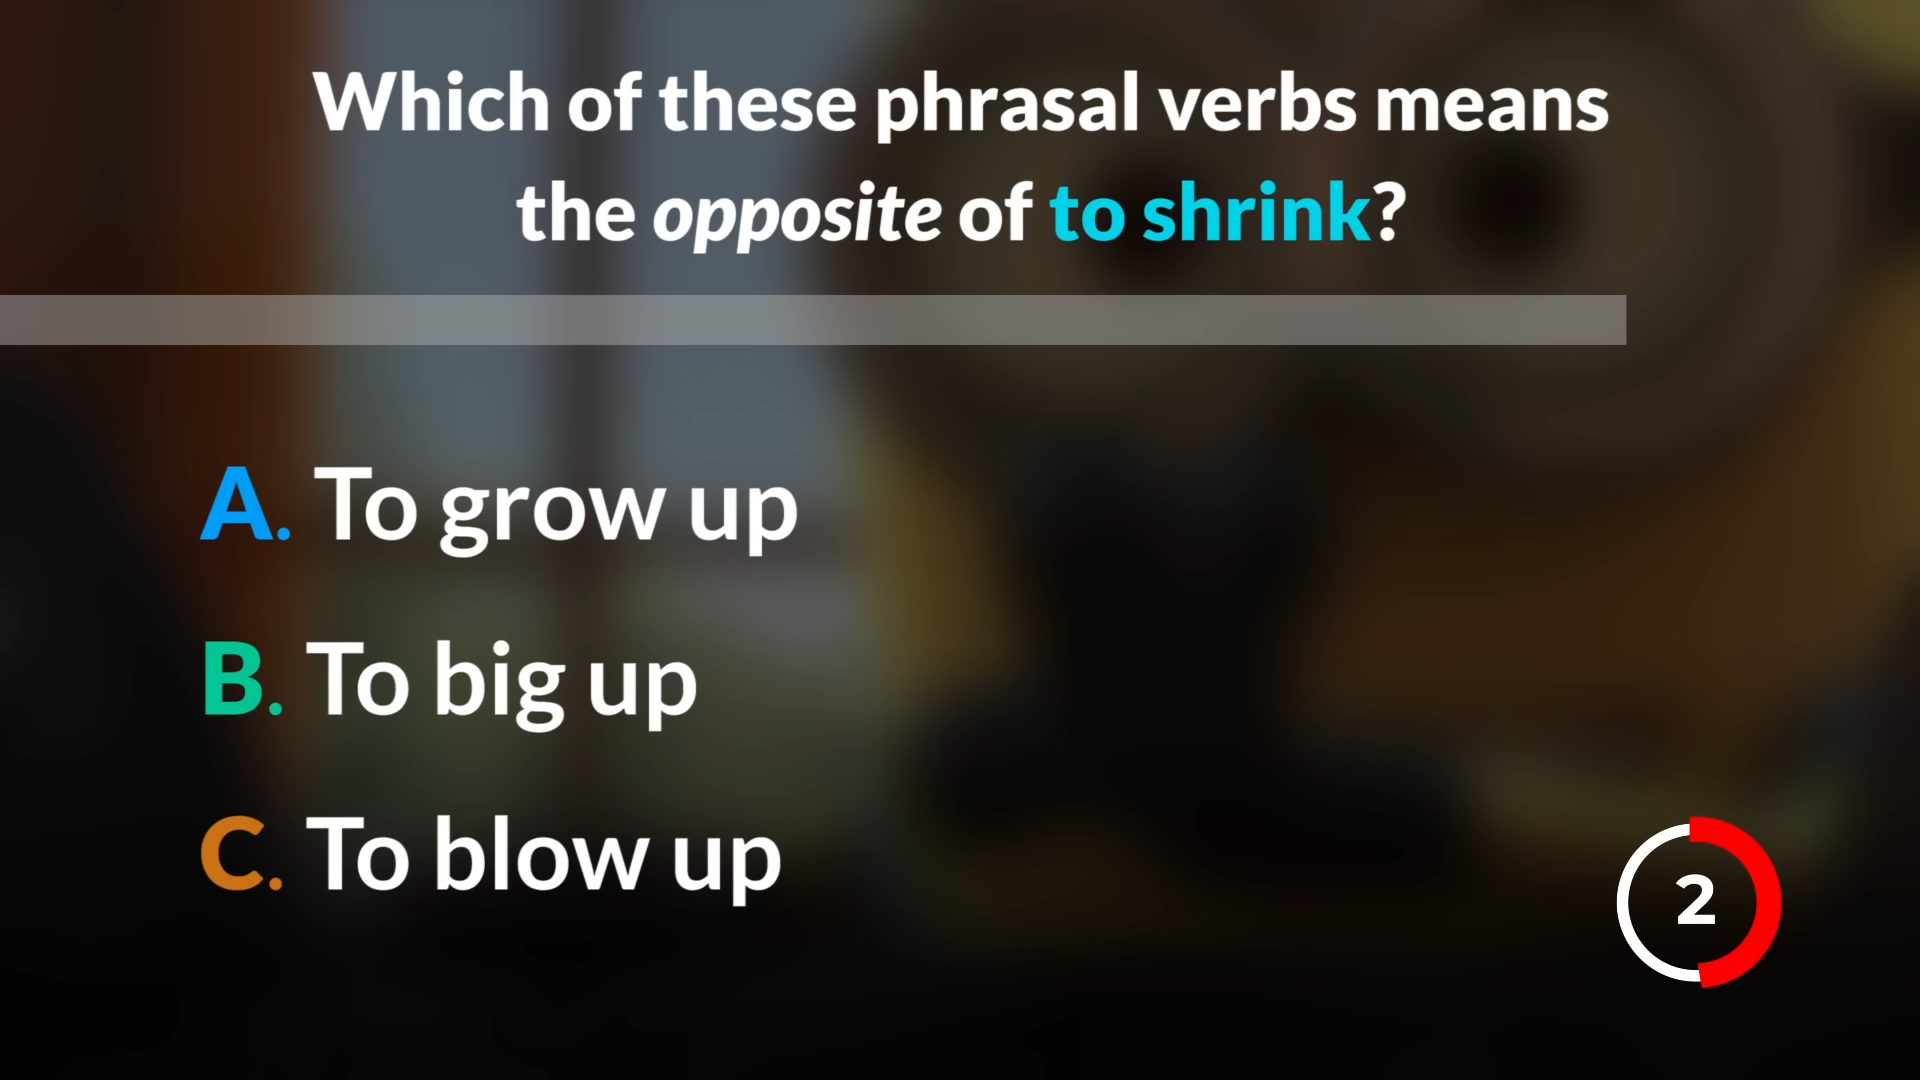 Which of these phrasal verbs means
the opposite of to shrink?
A. To grow up
B. To big up
C. To blow up
2